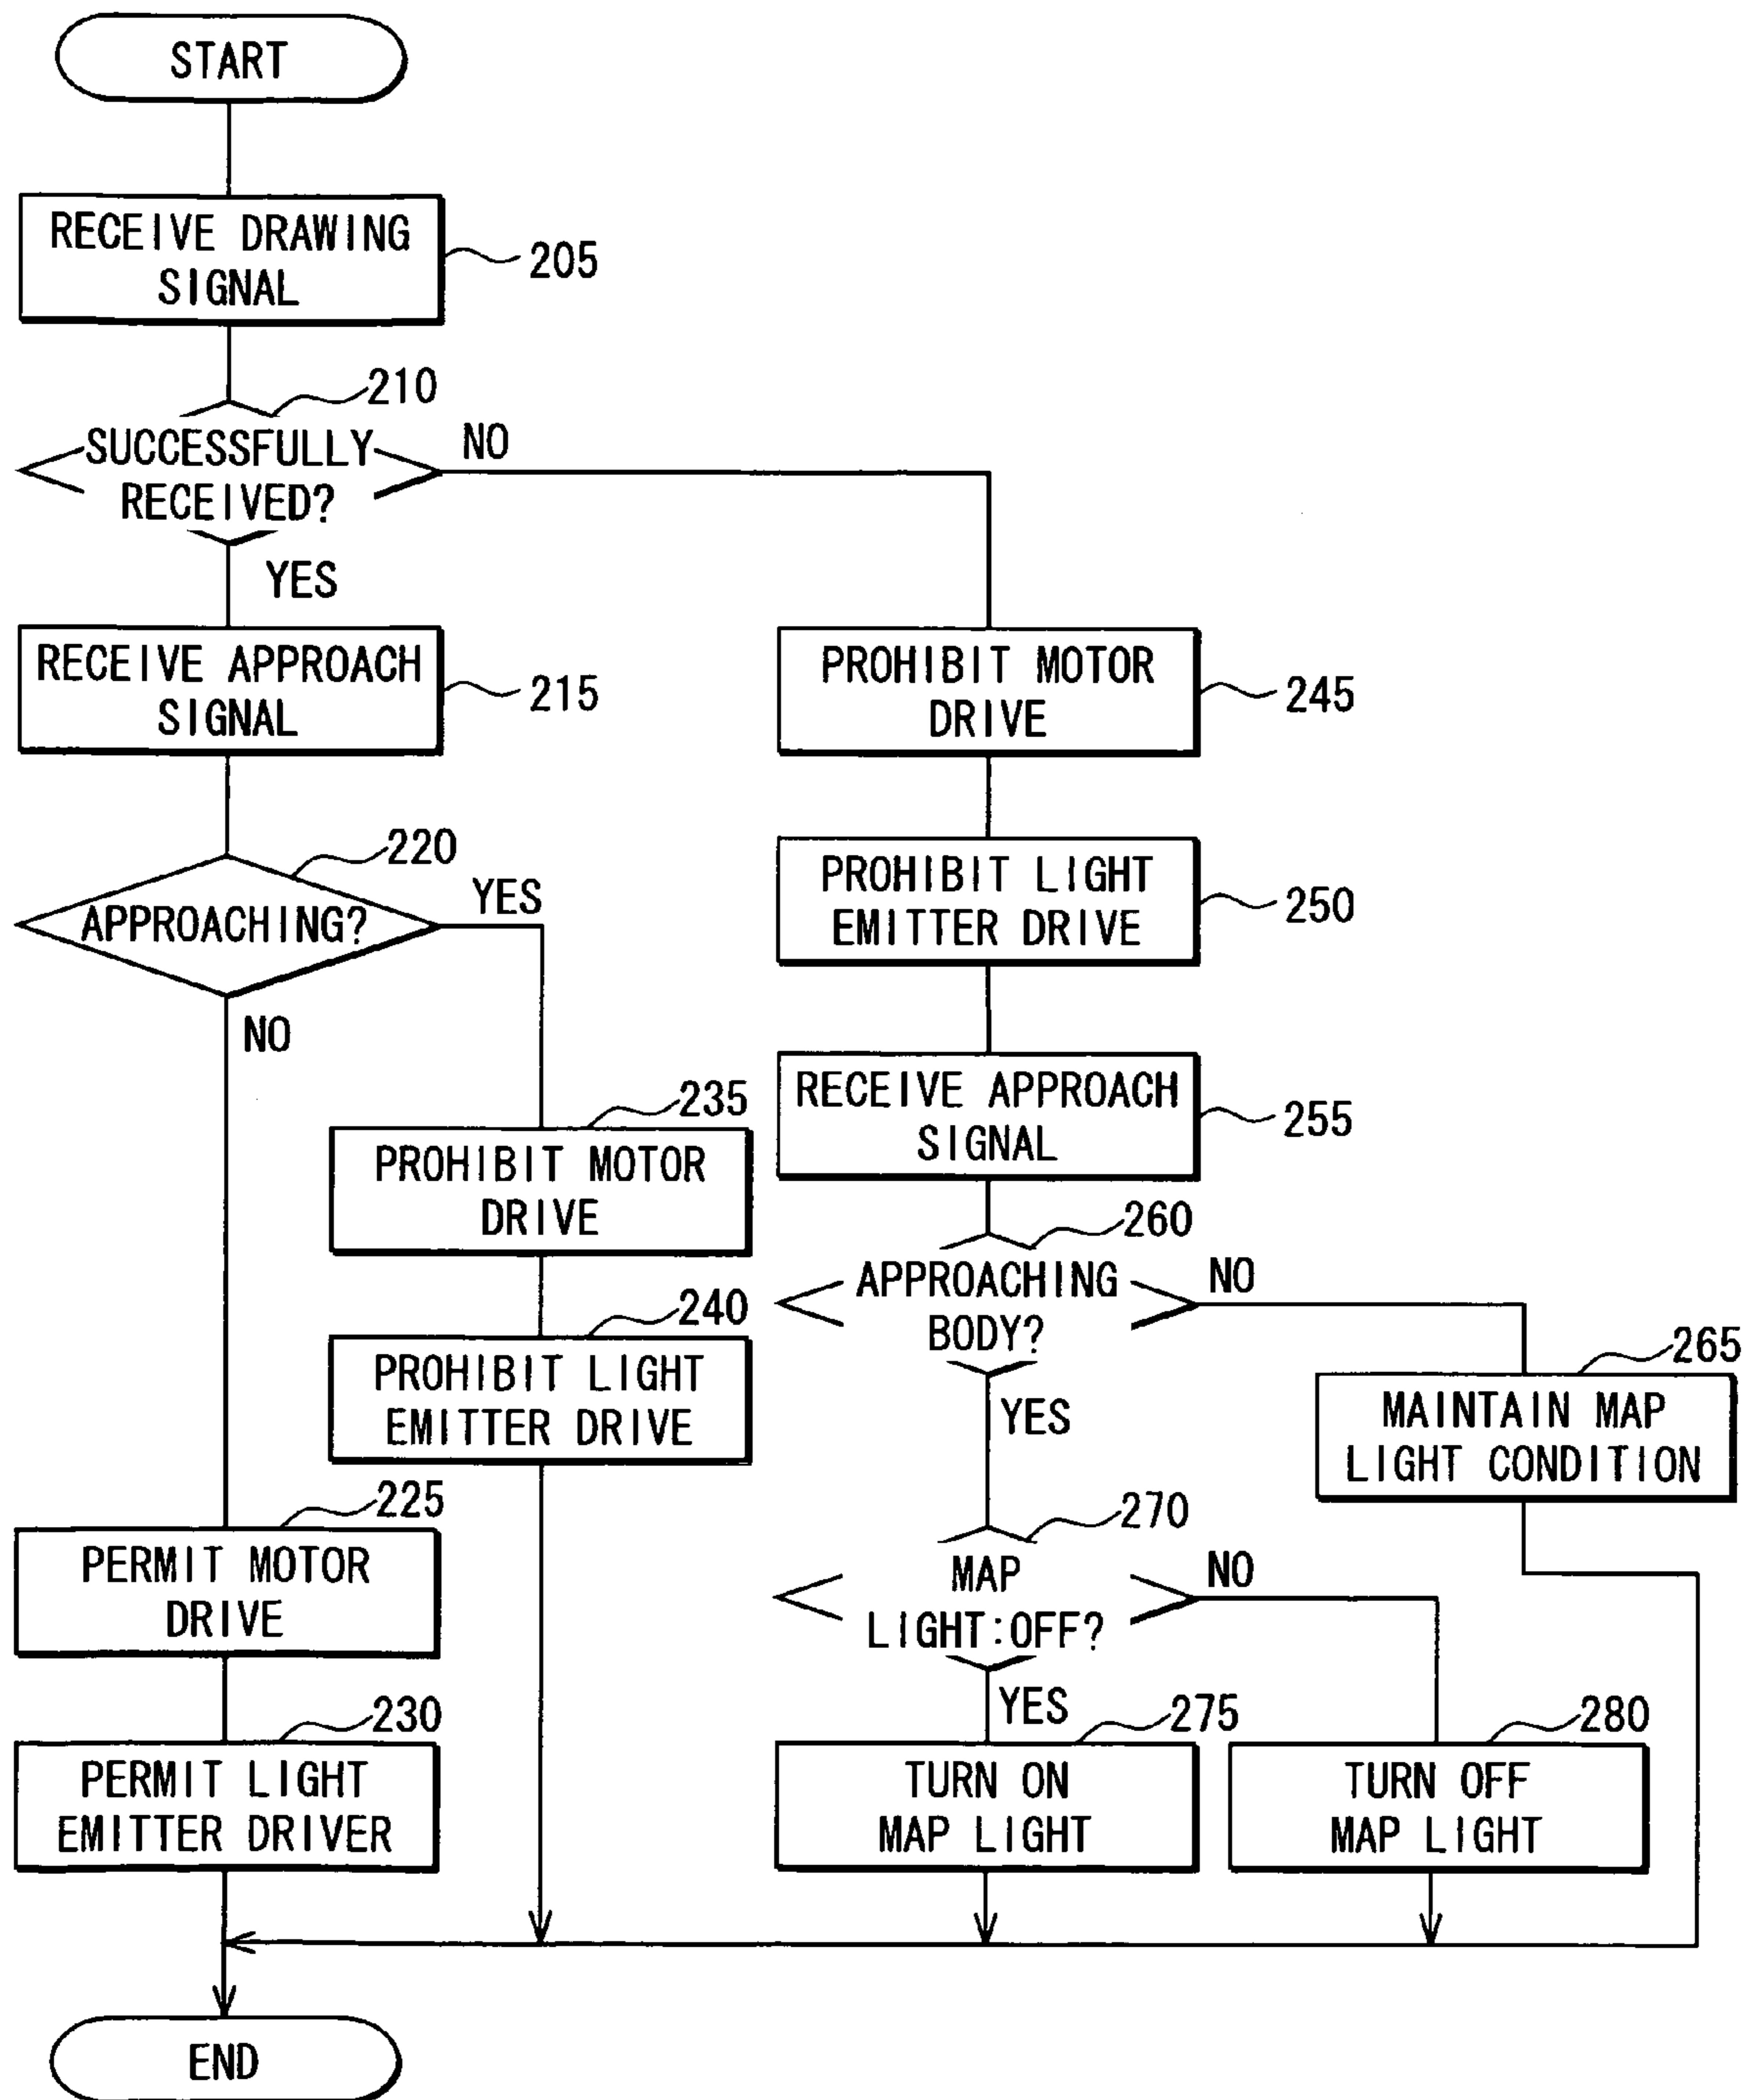 START
RECEIVE DRAWING
SIGNAL
205
210
SUCCESSFULLY
RECEIVED?
NO
YES
RECEIVE APPROACH
SIGNAL
215
PROHIBIT MOTOR
DRIVE
245
220
APPROACHING?
YES
NO
PROHIBIT LIGHT
EMITTER DRIVE
250
RECEIVE APPROACH
SIGNAL
255
235
PROHIBIT MOTOR
DRIVE
260
APPROACHING
BODY?
NO
YES
240
PROHIBIT LIGHT
EMITTER DRIVE
265
MAINTAIN MAP
LIGHT CONDITION
225
PERMIT MOTOR
DRIVE
270
MAP
LIGHT:OFF?
NO
YES
230
PERMIT LIGHT
EMITTER DRIVER
275
TURN ON
MAP LIGHT
280
TURN OFF
MAP LIGHT
END